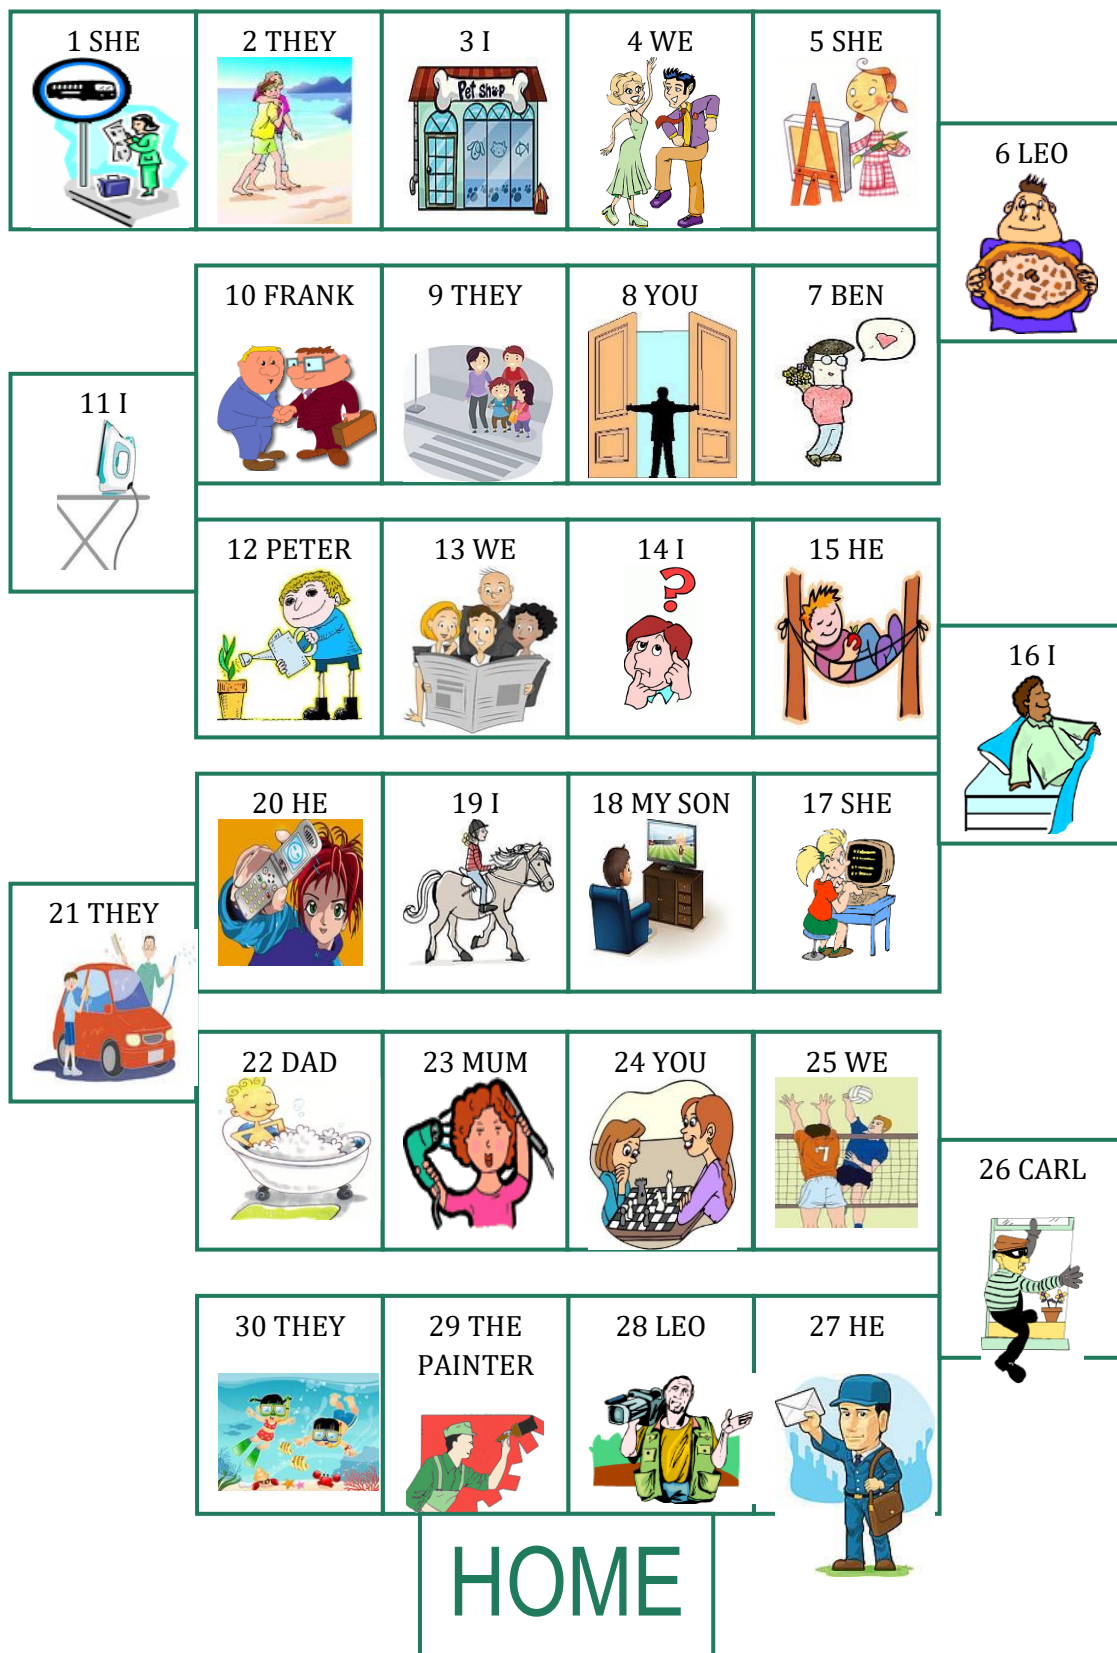 1 SHE
2 THEY
3 I
Pet Shop
4 WE
5 SHE
6 LEO
10 FRANK
9 THEY
8 YOU
7 BEN
11 I
12 PETER
13 WE
14 I
?
15 HE
16 I
20 HE
19 I
18 MY SON
17 SHE
21 THEY
22 DAD
23 MUM
24 YOU
25 WE
7
26 CARL
30 THEY
29 THE
PAINTER
28 LEO
27 HE
HOME